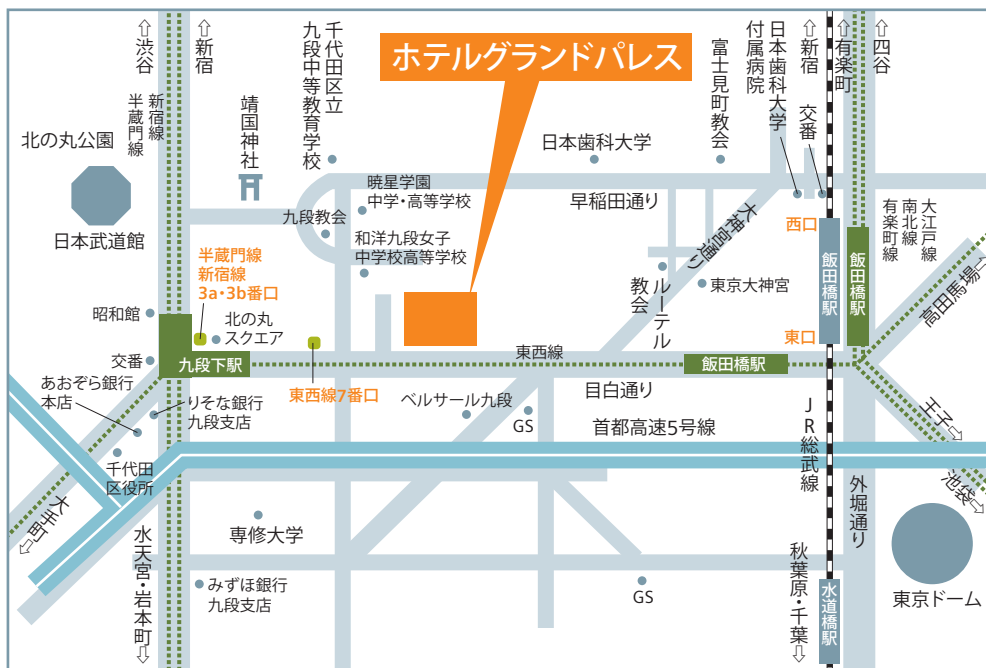 ⇧渋谷
⇧新宿
新宿線
半蔵門線
北の丸公園
日本武道館
靖国神社
千代田区立
九段中等教育学校
ホテルグランドパレス
富士見町教会
日本歯科大学
付属病院
⇧新宿
交番
⇧有楽町
⇧四谷
日本歯科大学
早稲田通り
暁星学園
中学・高等学校
九段教会
和洋九段女子
中学校高等学校
大神宮通り
西口
飯田橋駅
飯田橋駅
大江戸線
南北線
有楽町線
高田馬場⇨
半蔵門線
新宿線
3a・3b番口
昭和館
北の丸
スクエア
ルーテル
教会
東京大神宮
東口
交番
九段下駅
東西線
飯田橋駅
目白通り
東西線7番口
あおぞら銀行
本店
りそな銀行
九段支店
ベルサール九段
GS
首都高速5号線
JR総武線
王子⇨
池袋⇨
千代田
区役所
大手町⇨
外堀通り
専修大学
水天宮・岩本町⇨
みずほ銀行
九段支店
GS
秋葉原・千葉⇨
水道橋駅
東京ドーム